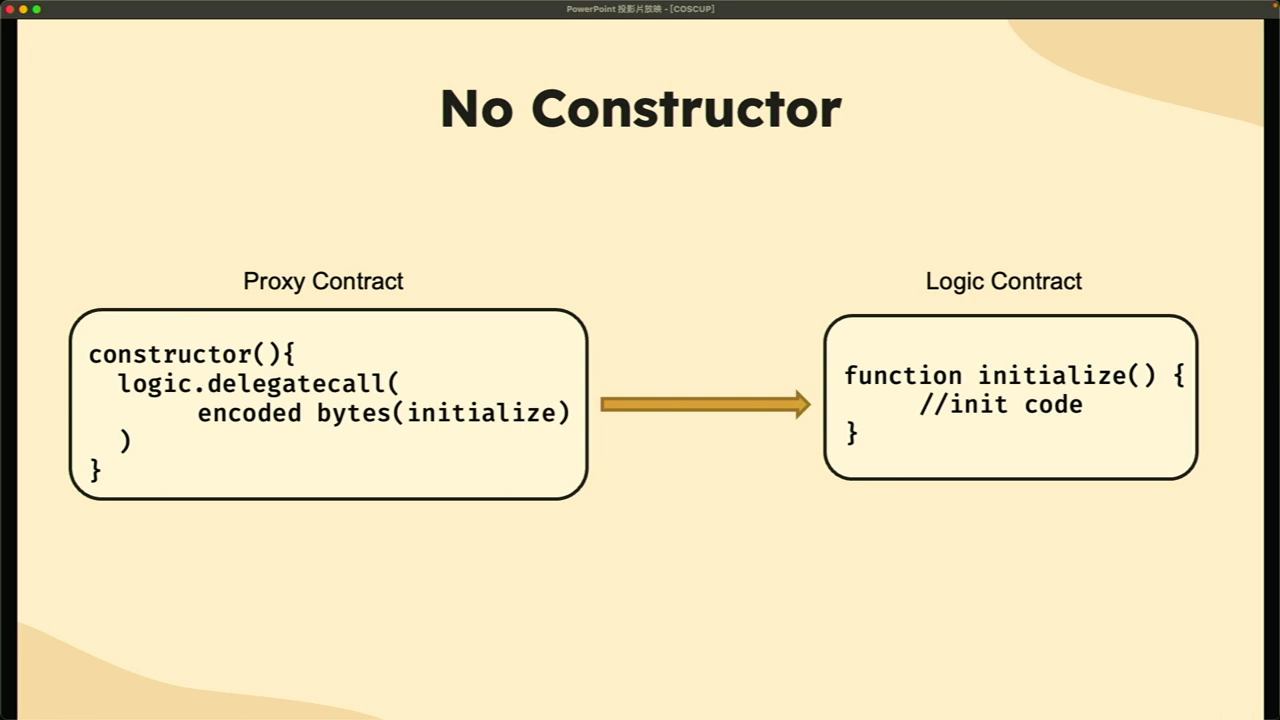 PowerPoint 投影片放映 - [COSCUP]
No Constructor
Proxy Contract
constructor(){
logic.delegatecall(
encoded bytes(initialize)
)
}
Logic Contract
function initialize() {
//init code
}